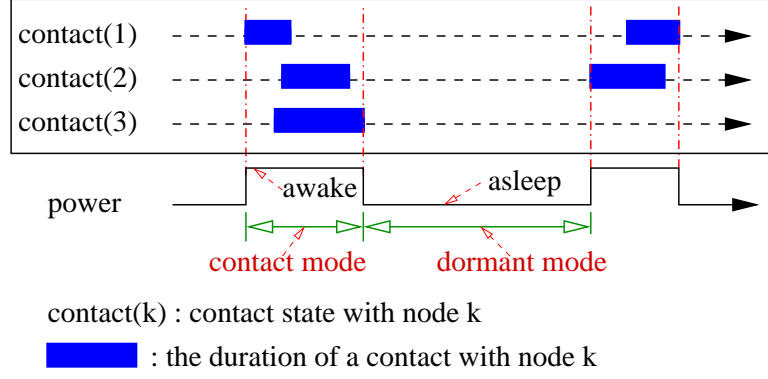 contact(1)
contact(2)
contact(3)
power
awake
asleep
contact mode
dormant mode
contact(k) : contact state with node k
: the duration of a contact with node k